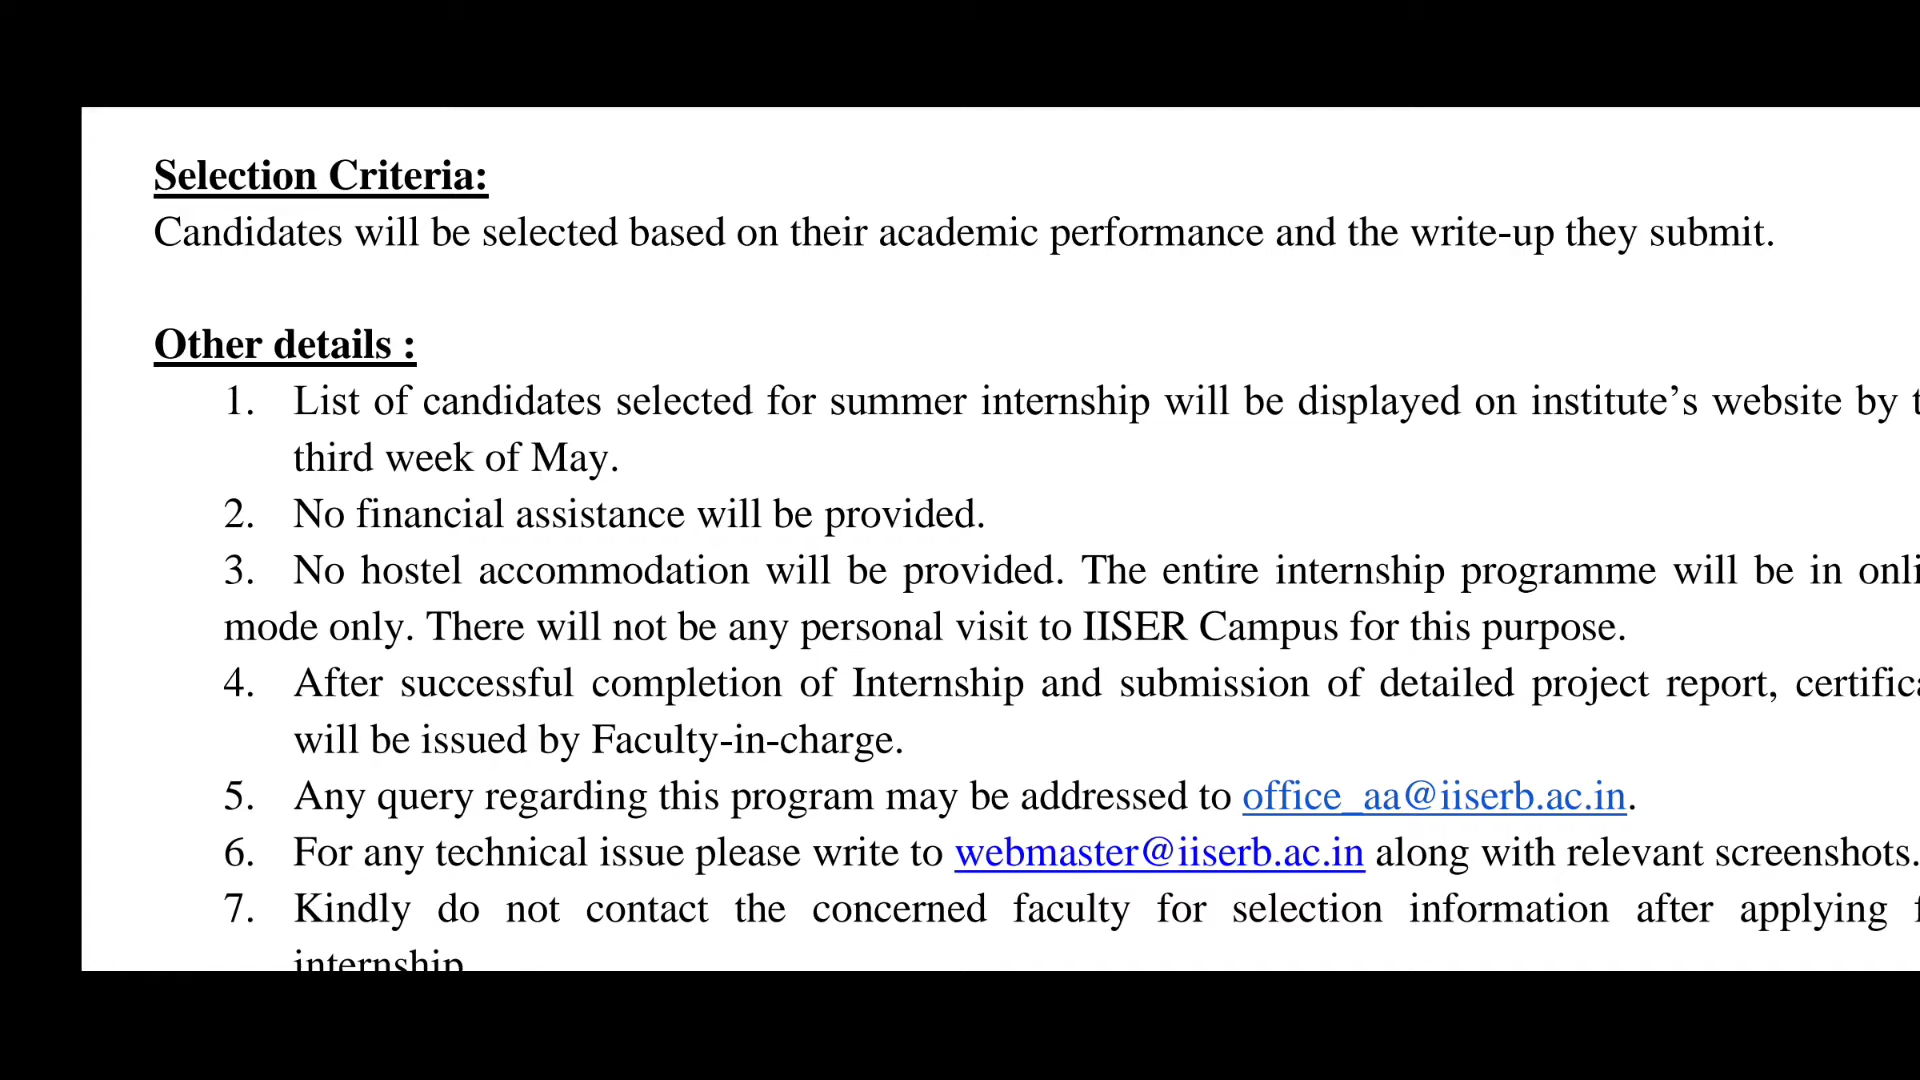 Selection Criteria:
Candidates will be selected based on their academic performance and the write-up they submit.
Other details :
1. List of candidates selected for summer internship will be displayed on institute’s website by
third week of May.
2. No financial assistance will be provided.
3. No hostel accommodation will be provided. The entire internship programme will be in
mode only. There will not be any personal visit to IISER Campus for this purpose.
4. After successful completion of Internship and submission of detailed project report,
will be issued by Faculty-in-charge.
5. Any query regarding this program may be addressed to office_aa@iiserb.ac.in.
6. For any technical issue please write to webmaster@iiserb.ac.in along with relevant screenshots.
7. Kindly do not contact the concerned faculty for selection information after applying
internship